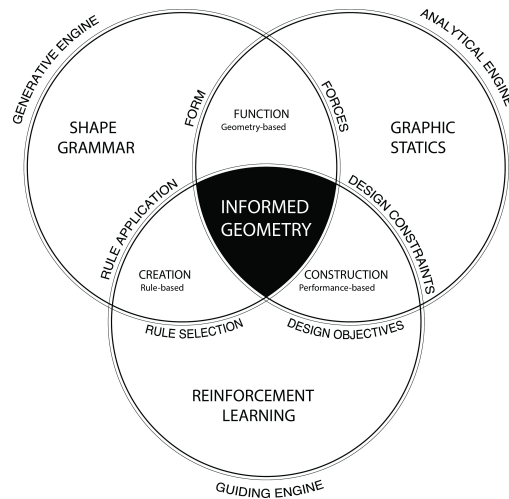 GENERATIVE ENGINE
ANALYTICAL ENGINE
FORM
FORCES
FUNCTION
Geometry-based
SHAPE
GRAMMAR
GRAPHIC
STATICS
RULE APPLICATION
DESIGN CONSTRAINTS
INFORMED
GEOMETRY
CREATION
Rule-based
CONSTRUCTION
Performance-based
RULE SELECTION
DESIGN OBJECTIVES
REINFORCEMENT
LEARNING
GUIDING ENGINE